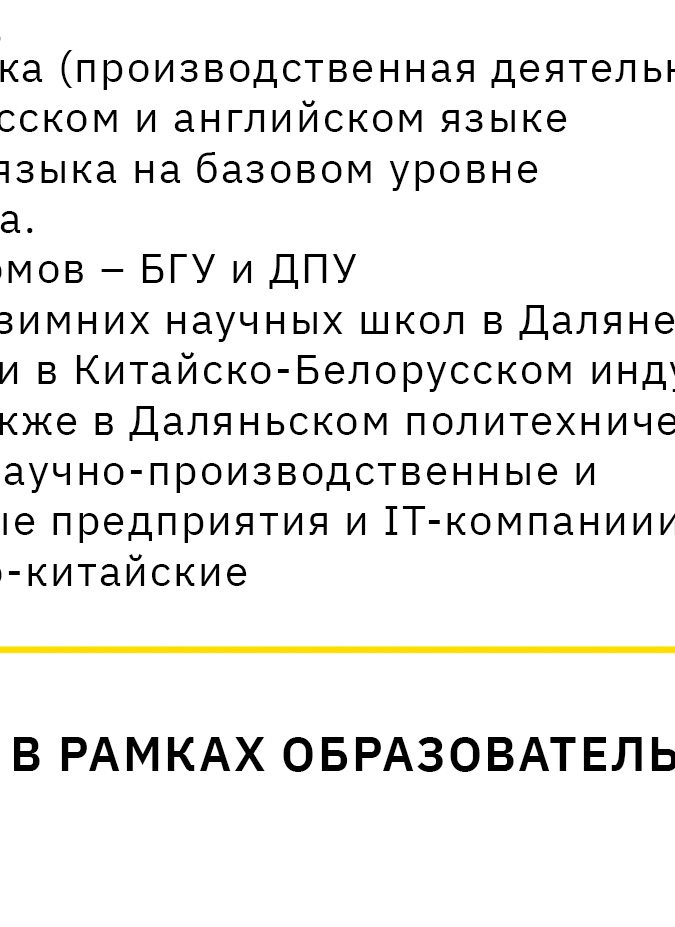 ка (производственная деятельн
сском и английском языке
языка на базовом уровне
а.
омов – БГУ и ДПУ
зимних научных школ в Даляне
и в Китайско-Белорусском инду
кже в Даляньском политехниче
аучно-производственные и
ые предприятия и IT-компаниии
о-китайские
В РАМКАХ ОБРАЗОВАТЕЛЬ